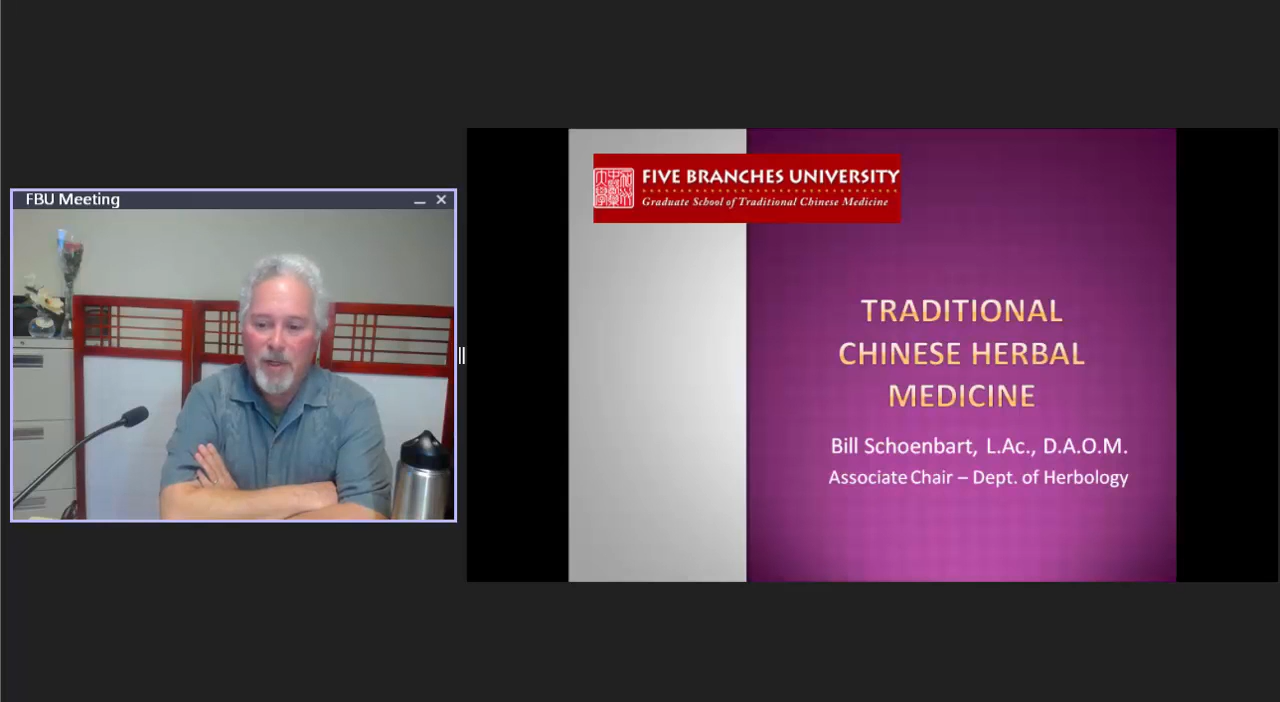 FBU Meeting
FIVE BRANCHES UNIVERSITY
Graduate School of Traditional Chinese Medicine
TRADITIONAL
CHINESE HERBAL
MEDICINE
Bill Schoenbart, L.Ac., D.A.O.M.
Associate Chair – Dept. of Herbology